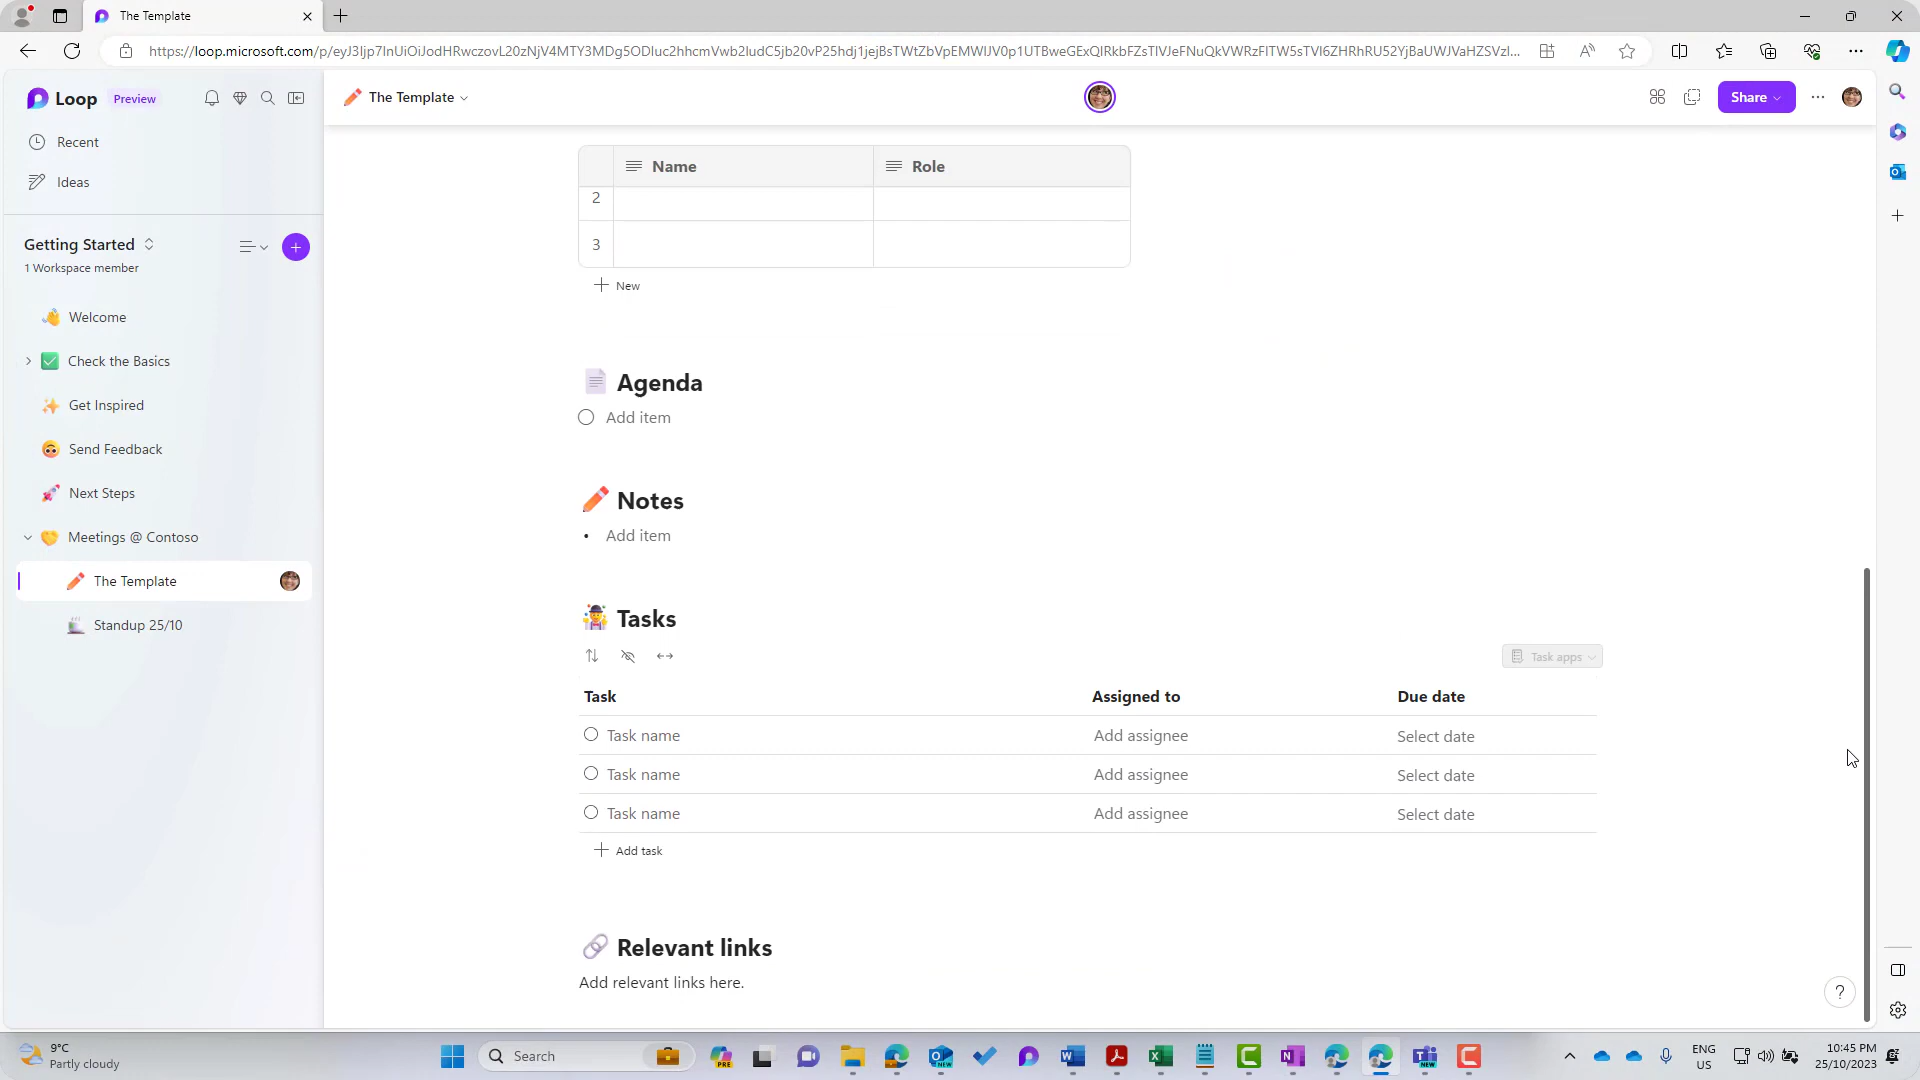 The Template
https://loop.microsoft.com/p/
Loop
Preview
The Template
Share
Recent
Ideas
Getting Started
1 Workspace member
Welcome
Check the Basics
Get Inspired
Send Feedback
Next Steps
Meetings @ Contoso
The Template
Standup 25/10
Name
Role
2
3
New
Agenda
Add item
Notes
Add item
Tasks
Task apps
Task
Assigned to
Due date
Task name
Add assignee
Select date
Task name
Add assignee
Select date
Task name
Add assignee
Select date
Add task
Relevant links
Add relevant links here.
?
9°C
Partly cloudy
Search
PRE
NEW
NEW
ENG
US
10:45 PM
25/10/2023